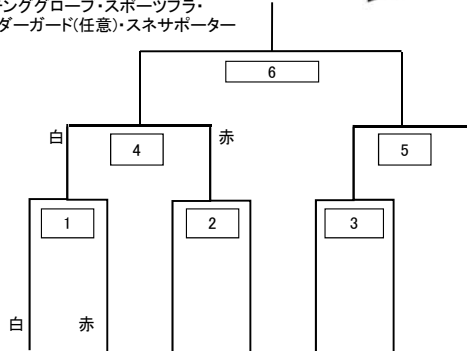 ンググローブ・スポーツブラ・
ダーガード(任意)・スネサポーター
6
白 4 赤 5
1 2 3
白 赤